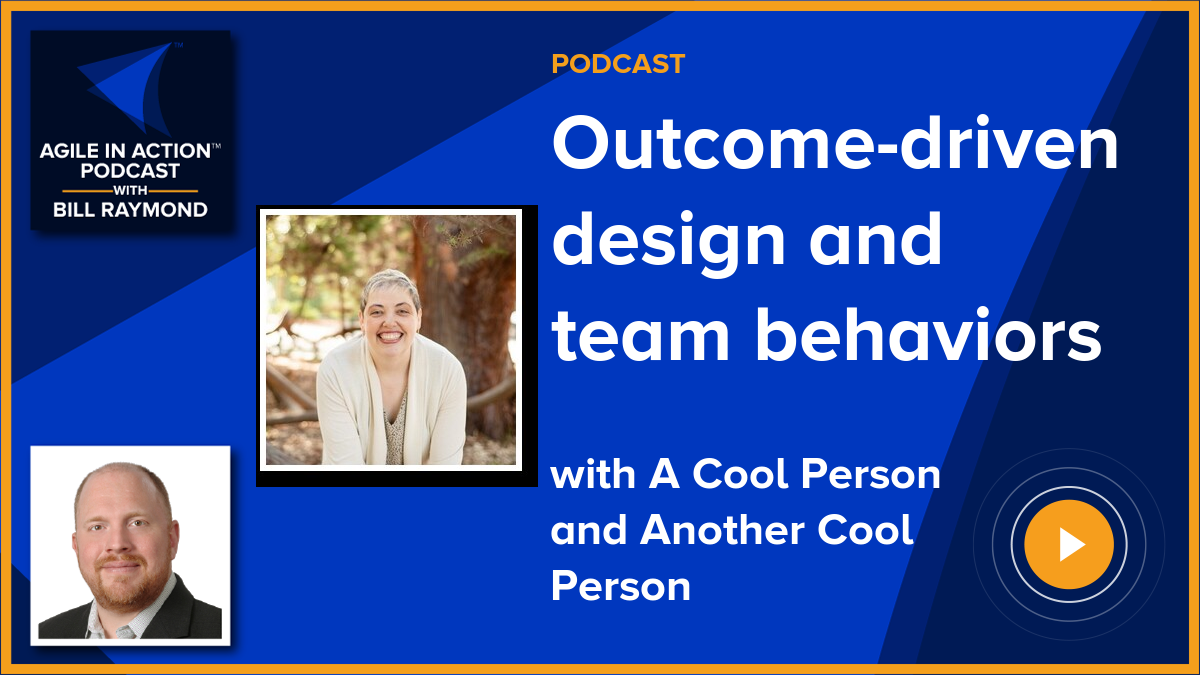 AGILE IN ACTION™
PODCAST
WITH
BILL RAYMOND
PODCAST
Outcome-driven
design and
team behaviors
with A Cool Person
and Another Cool
Person